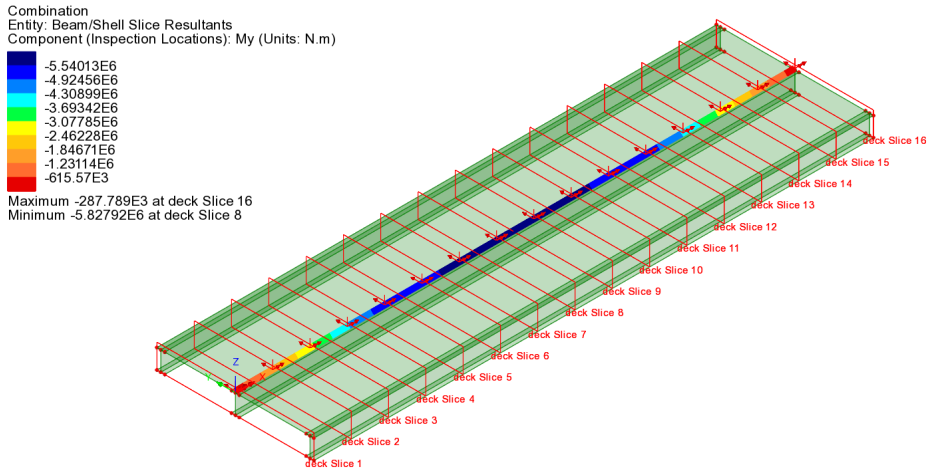 Combination
Entity: Beam/Shell Slice Resultants
Component (Inspection Locations): My (Units: N.m)
-5.54013E6
-4.92456E6
-4.30899E6
-3.69342E6
-3.07785E6
-2.46228E6
-1.84671E6
-1.23114E6
-615.57E3
Maximum -287.789E3 at deck Slice 16
Minimum -5.82792E6 at deck Slice 8
deck Slice 16
deck Slice 15
deck Slice 14
deck Slice 13
deck Slice 12
deck Slice 11
deck Slice 10
deck Slice 9
deck Slice 8
deck Slice 7
deck Slice 6
deck Slice 5
deck Slice 4
deck Slice 3
deck Slice 2
deck Slice 1
Z
X
Y